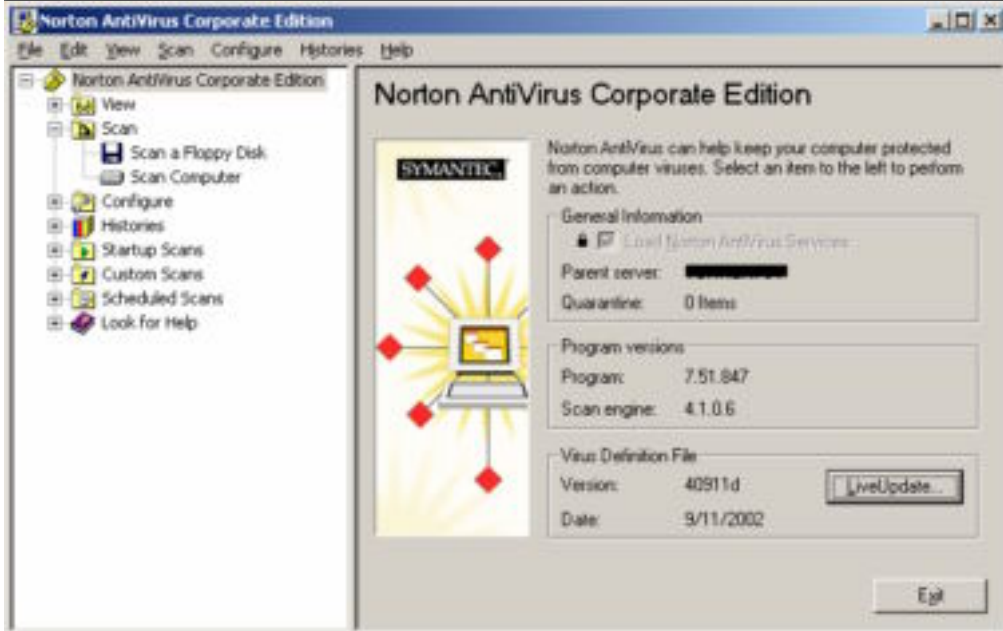 Norton AntiVirus Corporate Edition
File Edit View Scan Configure Histories Help
Norton AntiVirus Corporate Edition
View
Scan
Scan a Floppy Disk
Scan Computer
Configure
Histories
Startup Scans
Custom Scans
Scheduled Scans
Look for Help
Norton AntiVirus Corporate Edition
SYMANTEC
Norton AntiVirus can help keep your computer protected
from computer viruses. Select an item to the left to perform
an action.
General Information
Load Norton AntiVirus Services
Parent server:
Quarantine: 0 Items
Program versions
Program: 7.51.847
Scan engine: 4.1.0.6
Virus Definition File
Version: 40911d
LiveUpdate...
Date: 9/11/2002
Exit